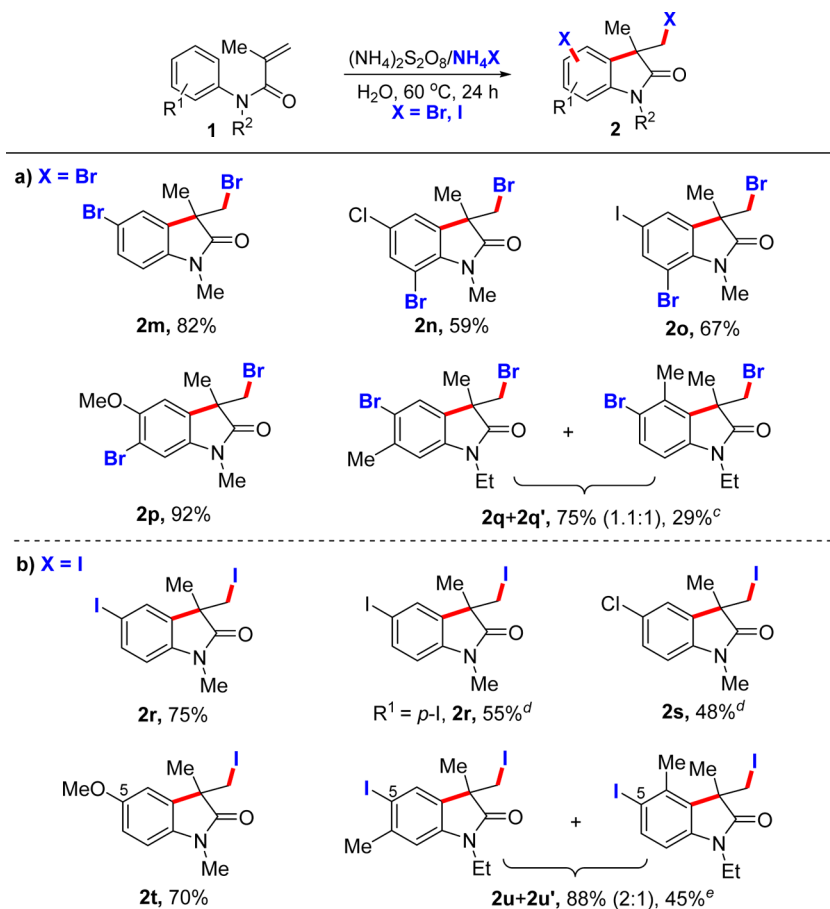 Me
R¹
N
R²
O
1
(NH₄)₂S₂O₈/NH₄X
H₂O, 60 °C, 24 h
X = Br, I
X
Me
X
R¹
N
R²
O
2
a) X = Br
Br
Me
Br
O
N
Me
2m, 82%
Cl
Me
Br
O
N
Br
Me
2n, 59%
I
Me
Br
O
N
Br
Me
2o, 67%
MeO
Me
Br
Br
O
N
Me
2p, 92%
Br
Me
Br
Me
O
N
Et
+
Br
Me
Me
Br
O
N
Et
2q+2q', 75% (1.1:1), 29%ᶜ
b) X = I
I
Me
I
O
N
Me
2r, 75%
I
Me
I
O
N
Me
R¹ = p-I, 2r, 55%ᵈ
Cl
Me
I
O
N
Me
2s, 48%ᵈ
MeO
5
Me
I
O
N
Me
2t, 70%
I
5
Me
I
Me
O
N
Et
+
I
5
Me
Me
I
O
N
Et
2u+2u', 88% (2:1), 45%ᵉ